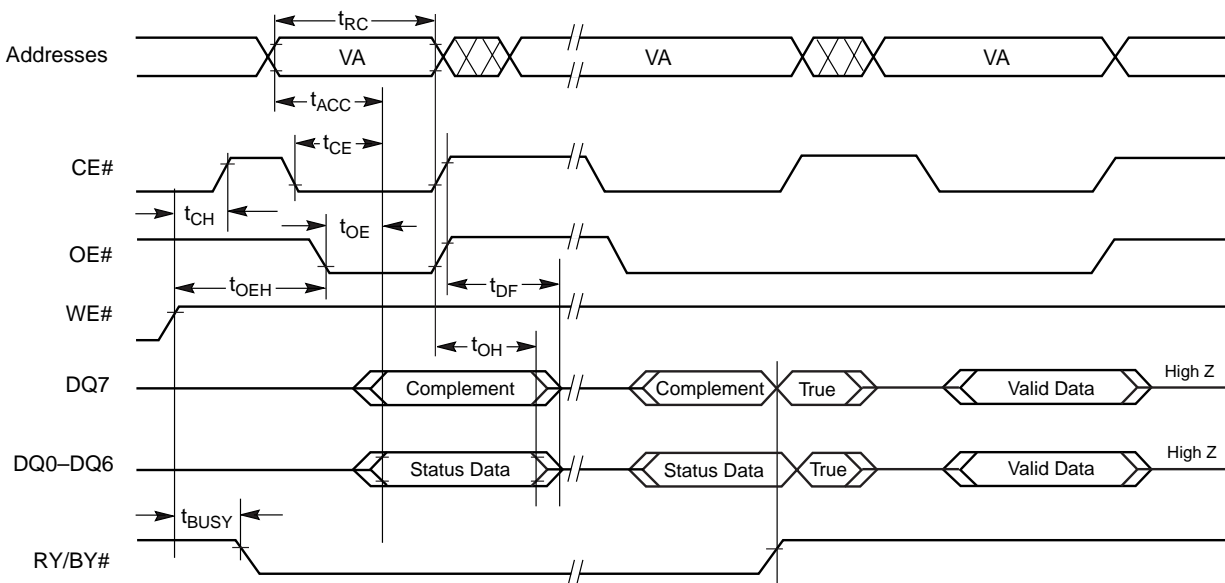 tRC
Addresses VA VA VA
tACC
tCE
CE#
tCH tOE
OE#
tOEH tDF
WE#
tOH
DQ7 Complement Complement True Valid Data High Z
DQ0–DQ6 Status Data Status Data True Valid Data High Z
tBUSY
RY/BY#